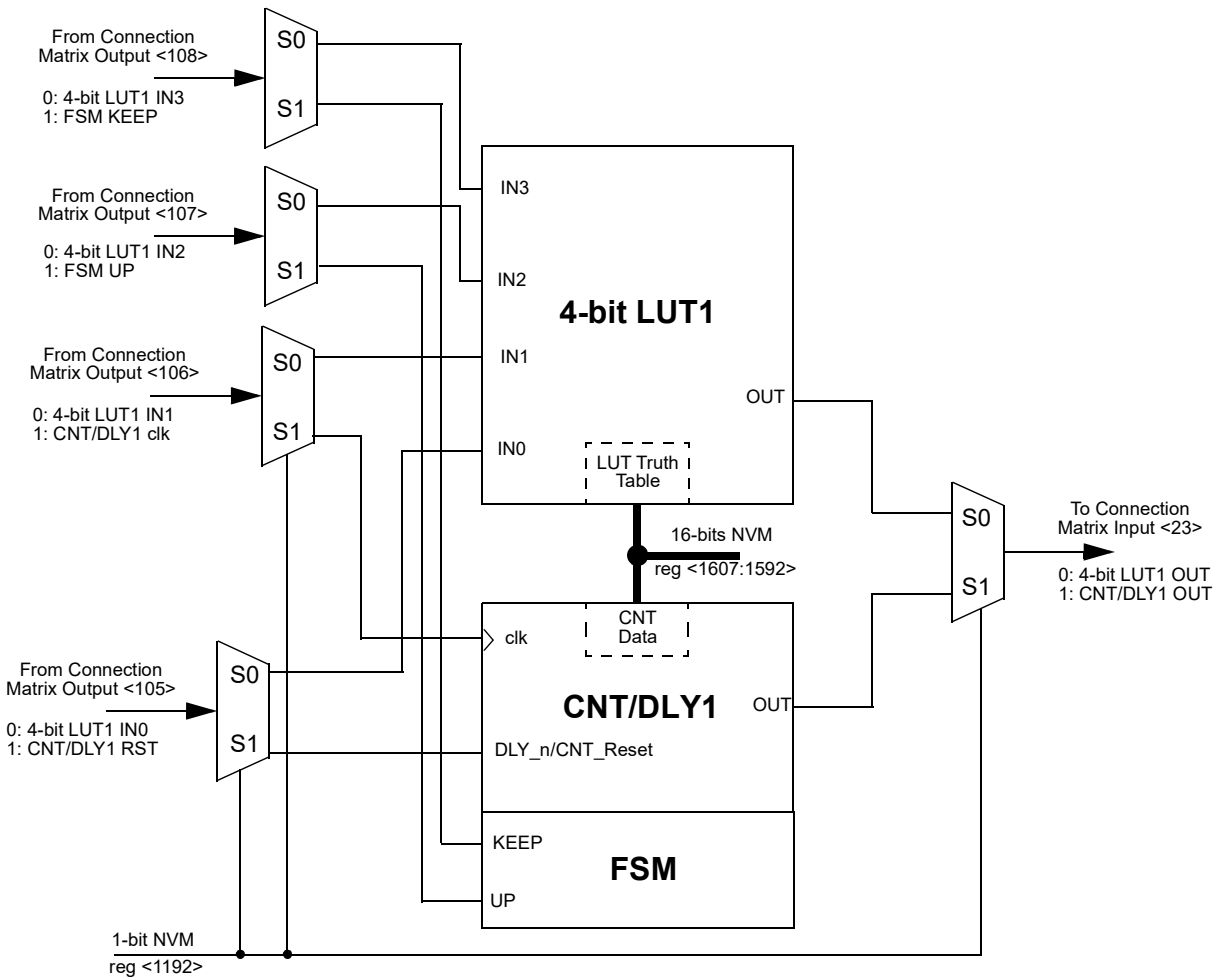 From Connection
Matrix Output <108>
0: 4-bit LUT1 IN3
1: FSM KEEP
S0
S1
From Connection
Matrix Output <107>
0: 4-bit LUT1 IN2
1: FSM UP
S0
S1
From Connection
Matrix Output <106>
0: 4-bit LUT1 IN1
1: CNT/DLY1 clk
S0
S1
From Connection
Matrix Output <105>
0: 4-bit LUT1 IN0
1: CNT/DLY1 RST
S0
S1
IN3
IN2
IN1
IN0
4-bit LUT1
OUT
LUT Truth
Table
16-bits NVM
reg <1607:1592>
CNT
Data
clk
CNT/DLY1
OUT
DLY_n/CNT_Reset
KEEP
FSM
UP
S0
S1
To Connection
Matrix Input <23>
0: 4-bit LUT1 OUT
1: CNT/DLY1 OUT
1-bit NVM
reg <1192>